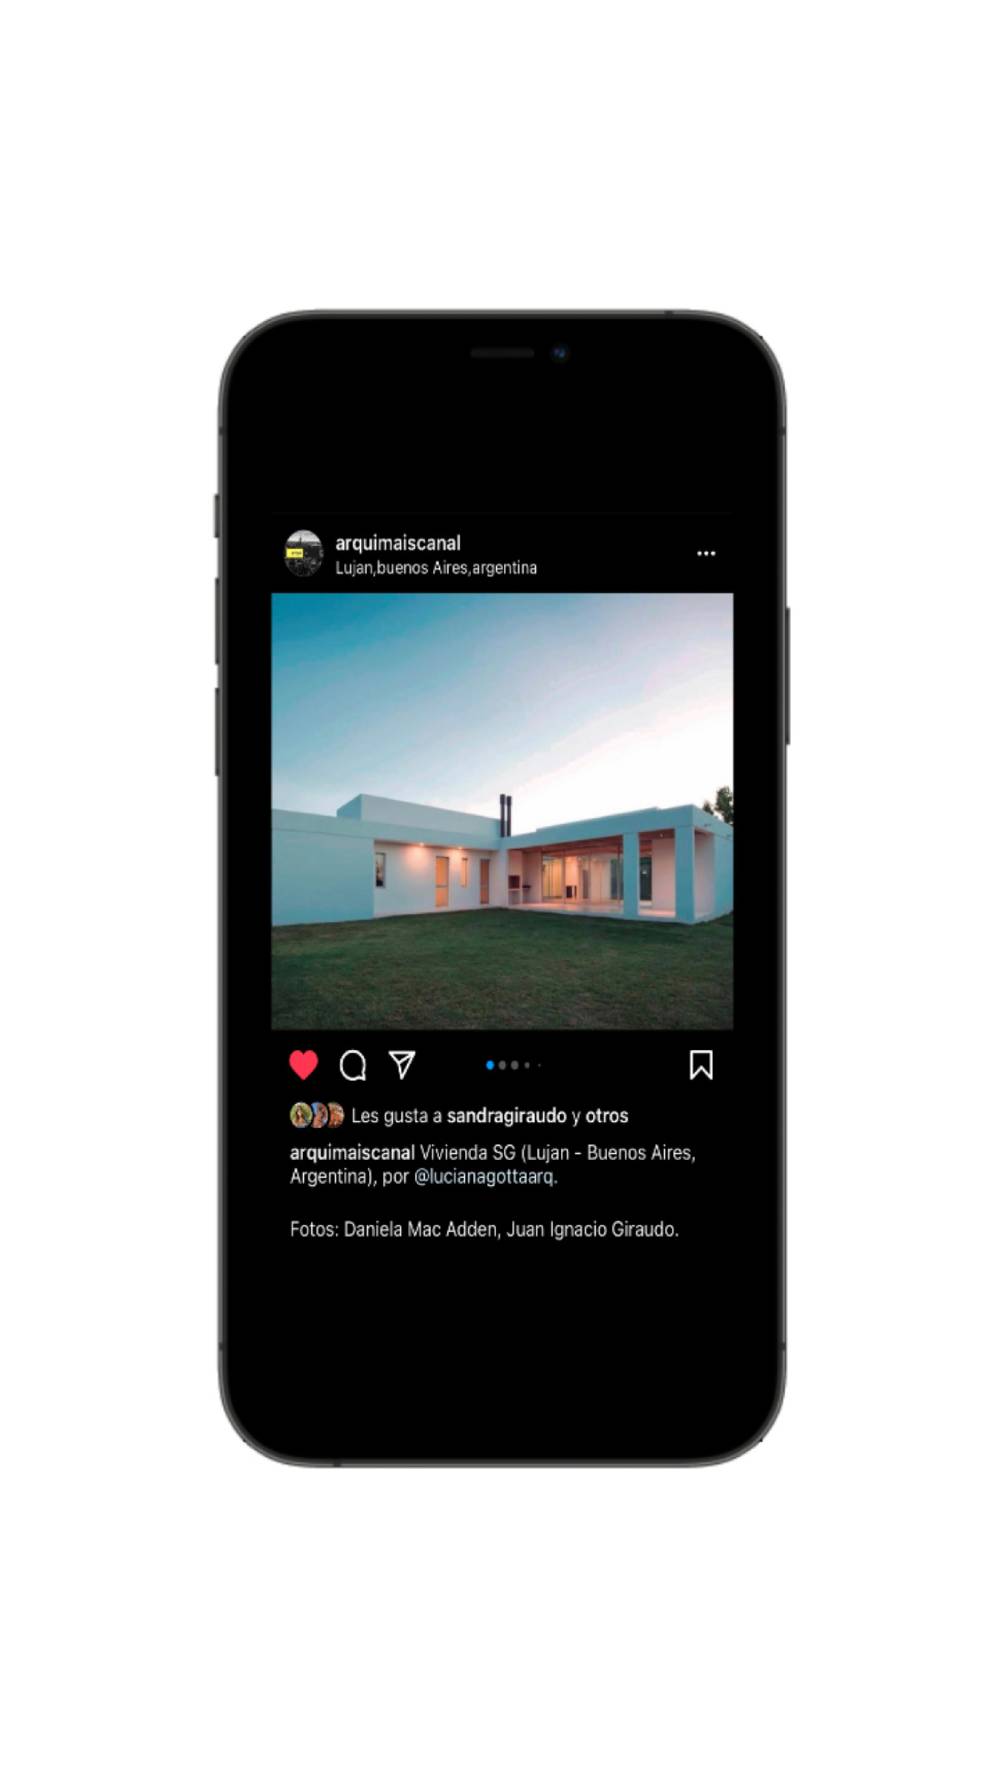 arquimaiscanal
Lujan,buenos Aires,argentina
Les gusta a sandragiraudo y otros
arquimaiscanal Vivienda SG (Lujan - Buenos Aires,
Argentina), por @lucianagottaarq.
Fotos: Daniela Mac Adden, Juan Ignacio Giraudo.